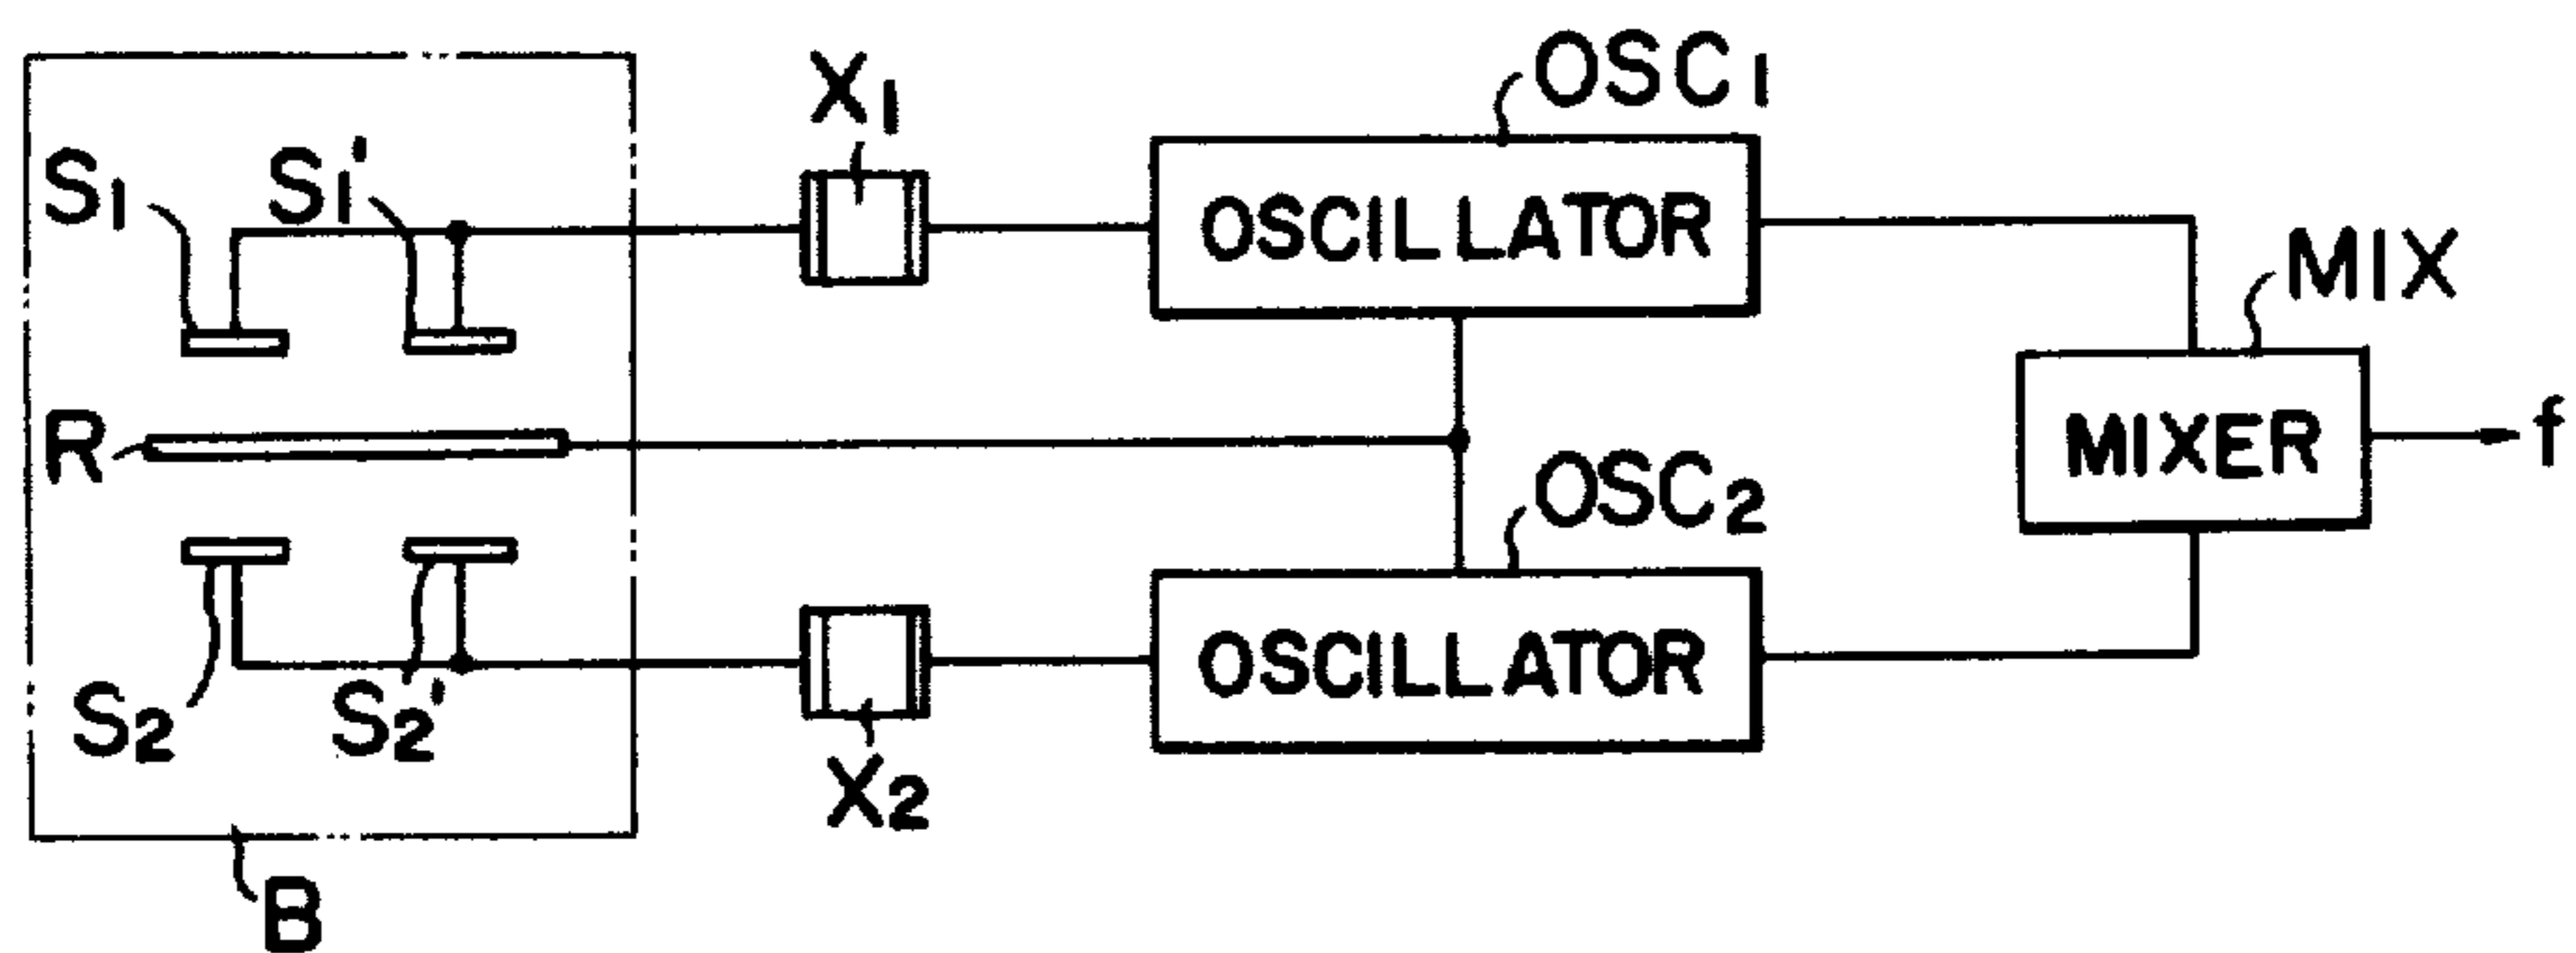 OSC1
X1
S1
S1'
OSCILLATOR
MIX
R
MIXER
f
OSC2
OSCILLATOR
S2
S2'
X2
B